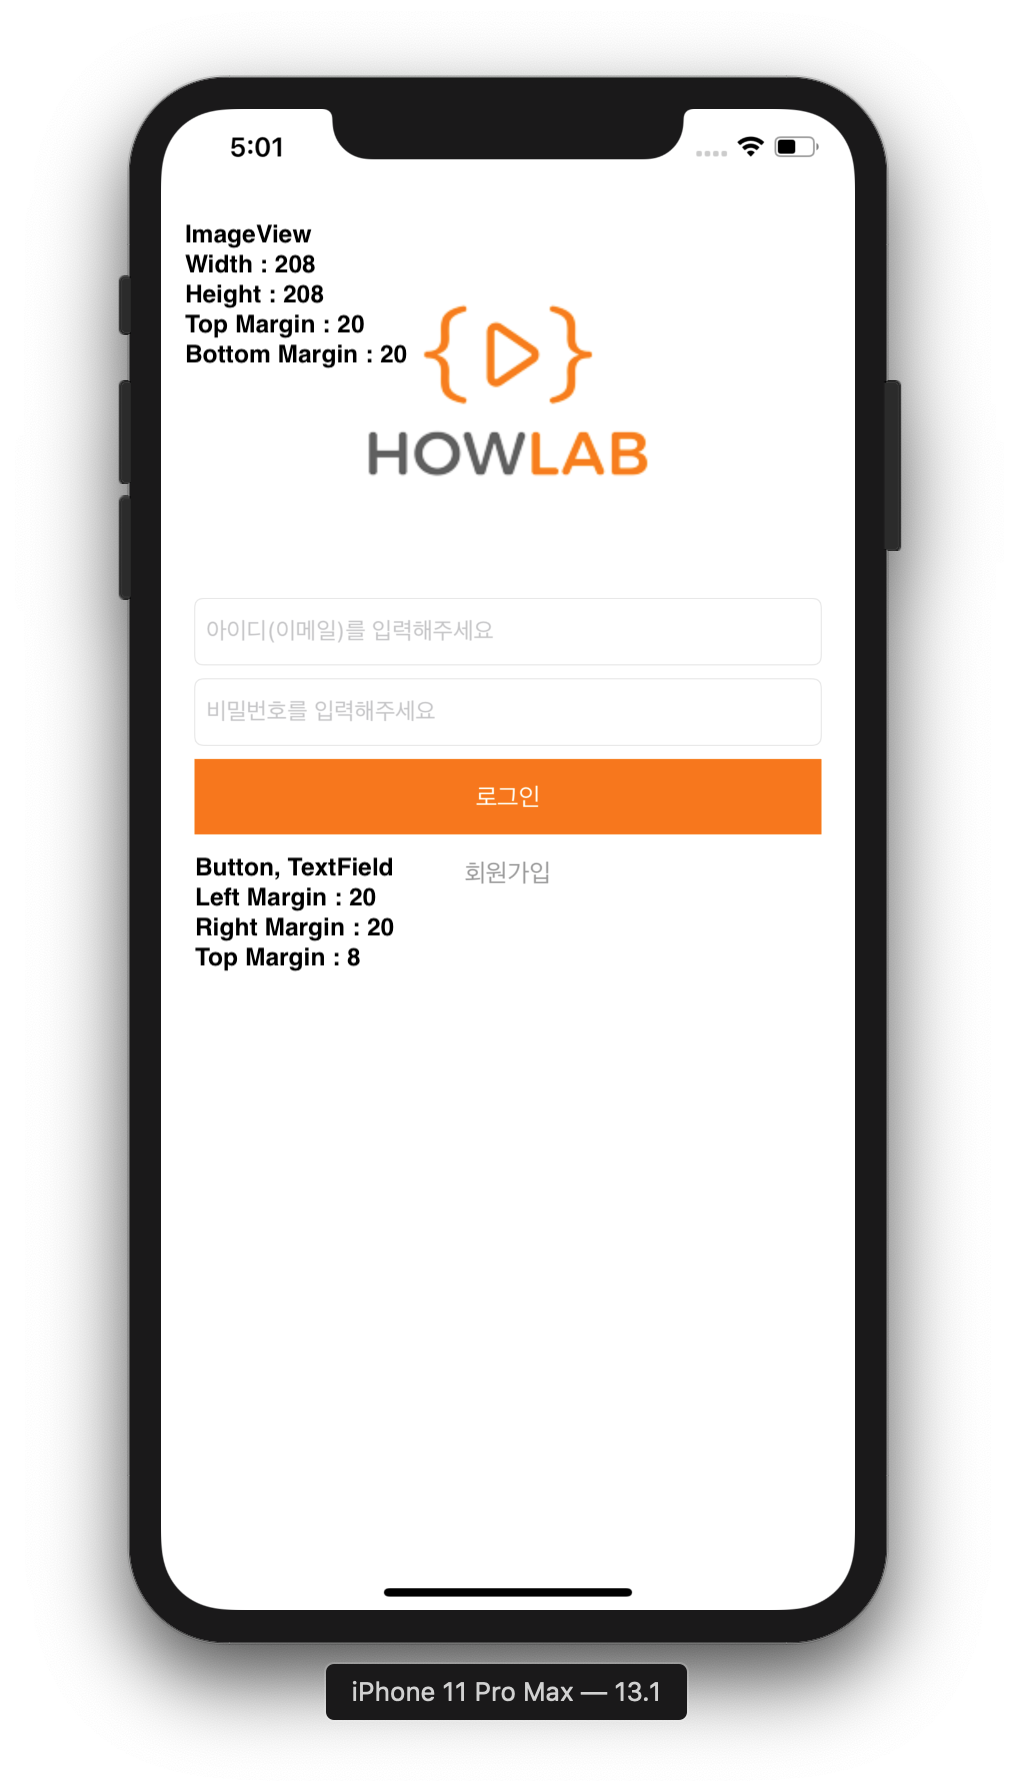 5:01
ImageView
Width : 208
Height : 208
Top Margin : 20
Bottom Margin : 20
HOWLAB
아이디(이메일)를 입력해주세요
비밀번호를 입력해주세요
로그인
회원가입
Button, TextField
Left Margin : 20
Right Margin : 20
Top Margin : 8
iPhone 11 Pro Max — 13.1